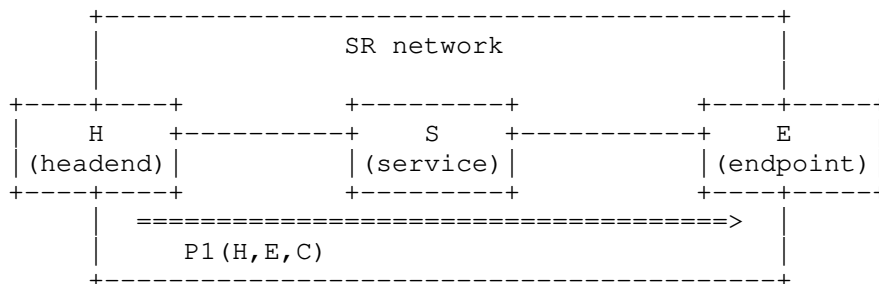 SR network
H S E
(headend) (service) (endpoint)
P1(H,E,C)